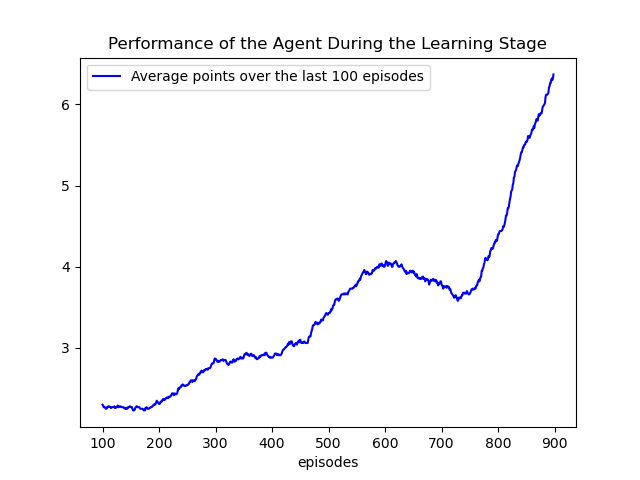 Performance of the Agent During the Learning Stage
Average points over the last 100 episodes
6
5
4
3
100 200 300 400 500 600 700 800 900
episodes